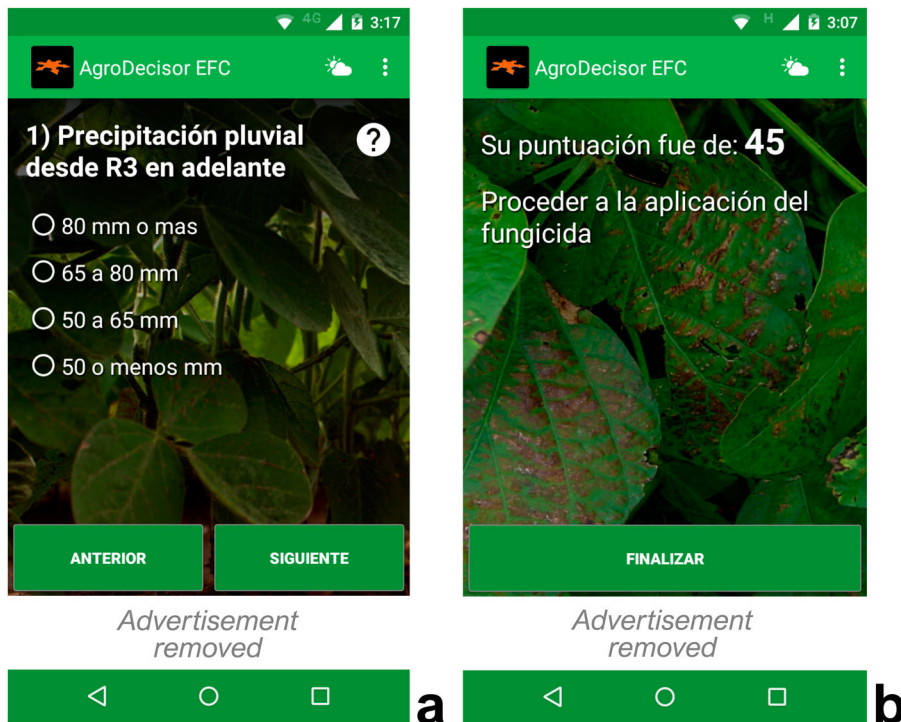 4G 3:17
AgroDecisor EFC
1) Precipitación pluvial
desde R3 en adelante
?
80 mm o mas
65 a 80 mm
50 a 65 mm
50 o menos mm
ANTERIOR
SIGUIENTE
Advertisement
removed
a
H 3:07
AgroDecisor EFC
Su puntuación fue de: 45
Proceder a la aplicación del
fungicida
FINALIZAR
Advertisement
removed
b